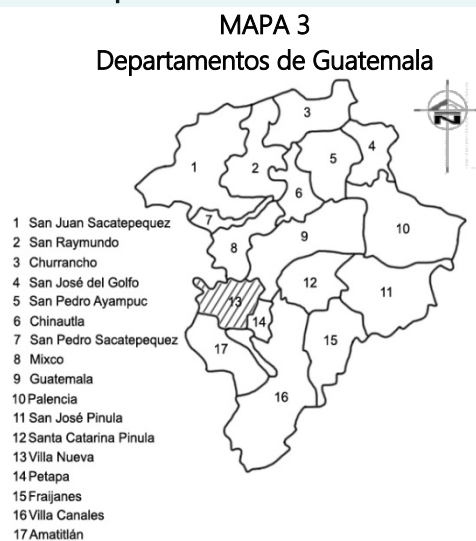 MAPA 3
Departamentos de Guatemala
3
4
1
2
5
6
7
9
10
8
12
11
13
14
15
17
16
1 San Juan Sacatepequez
2 San Raymundo
3 Churrancho
4 San José del Golfo
5 San Pedro Ayampuc
6 Chinautla
7 San Pedro Sacatepequez
8 Mixco
9 Guatemala
10 Palencia
11 San José Pinula
12 Santa Catarina Pinula
13 Villa Nueva
14 Petapa
15 Fraijanes
16 Villa Canales
17 Amatitlán
N